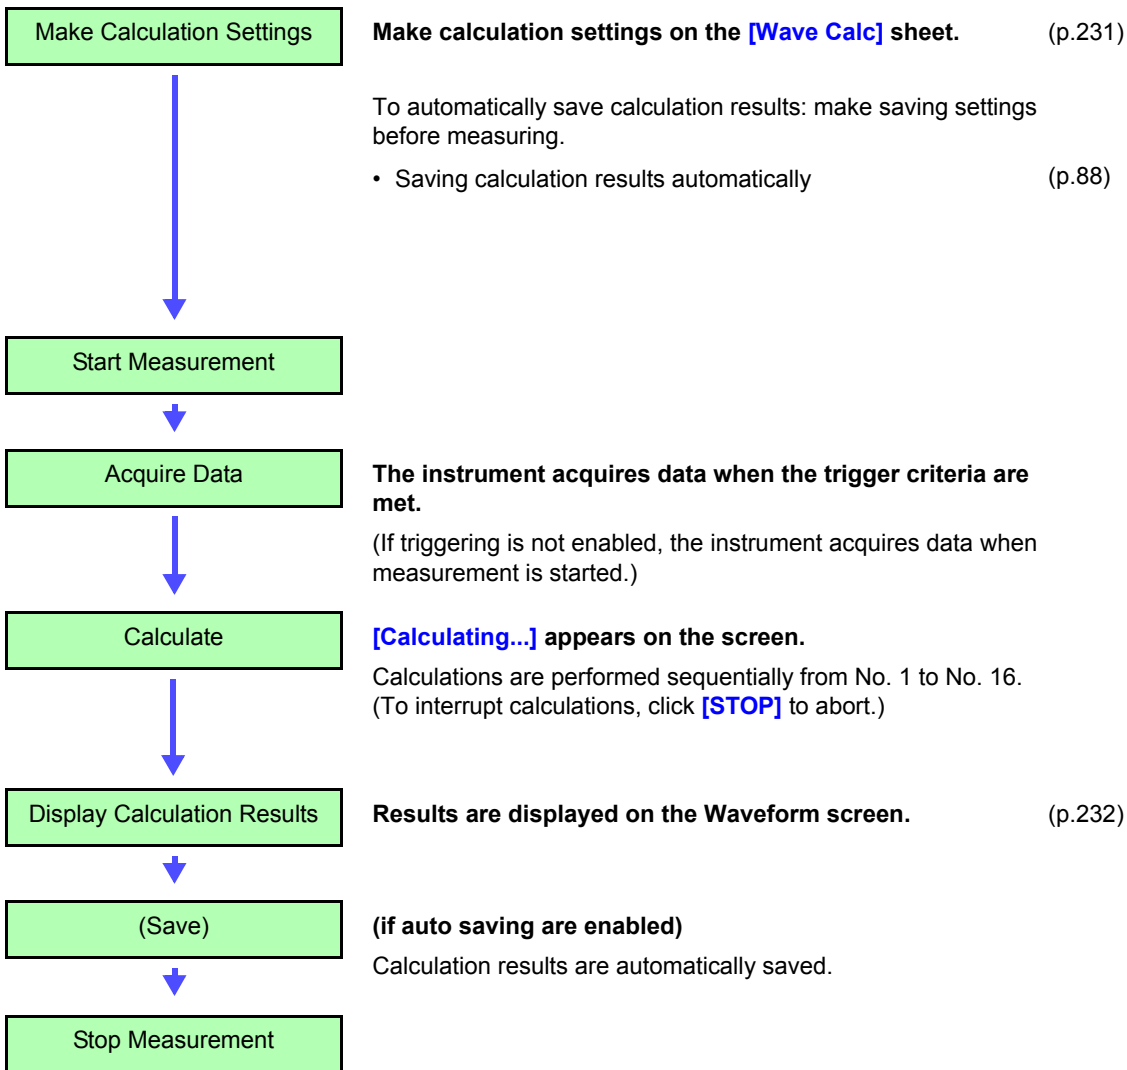 Make Calculation Settings
Make calculation settings on the [Wave Calc] sheet.
(p.231)
To automatically save calculation results: make saving settings
before measuring.
• Saving calculation results automatically
(p.88)
Start Measurement
Acquire Data
The instrument acquires data when the trigger criteria are
met.
(If triggering is not enabled, the instrument acquires data when
measurement is started.)
Calculate
[Calculating...] appears on the screen.
Calculations are performed sequentially from No. 1 to No. 16.
(To interrupt calculations, click [STOP] to abort.)
Display Calculation Results
Results are displayed on the Waveform screen.
(p.232)
(Save)
(if auto saving are enabled)
Calculation results are automatically saved.
Stop Measurement